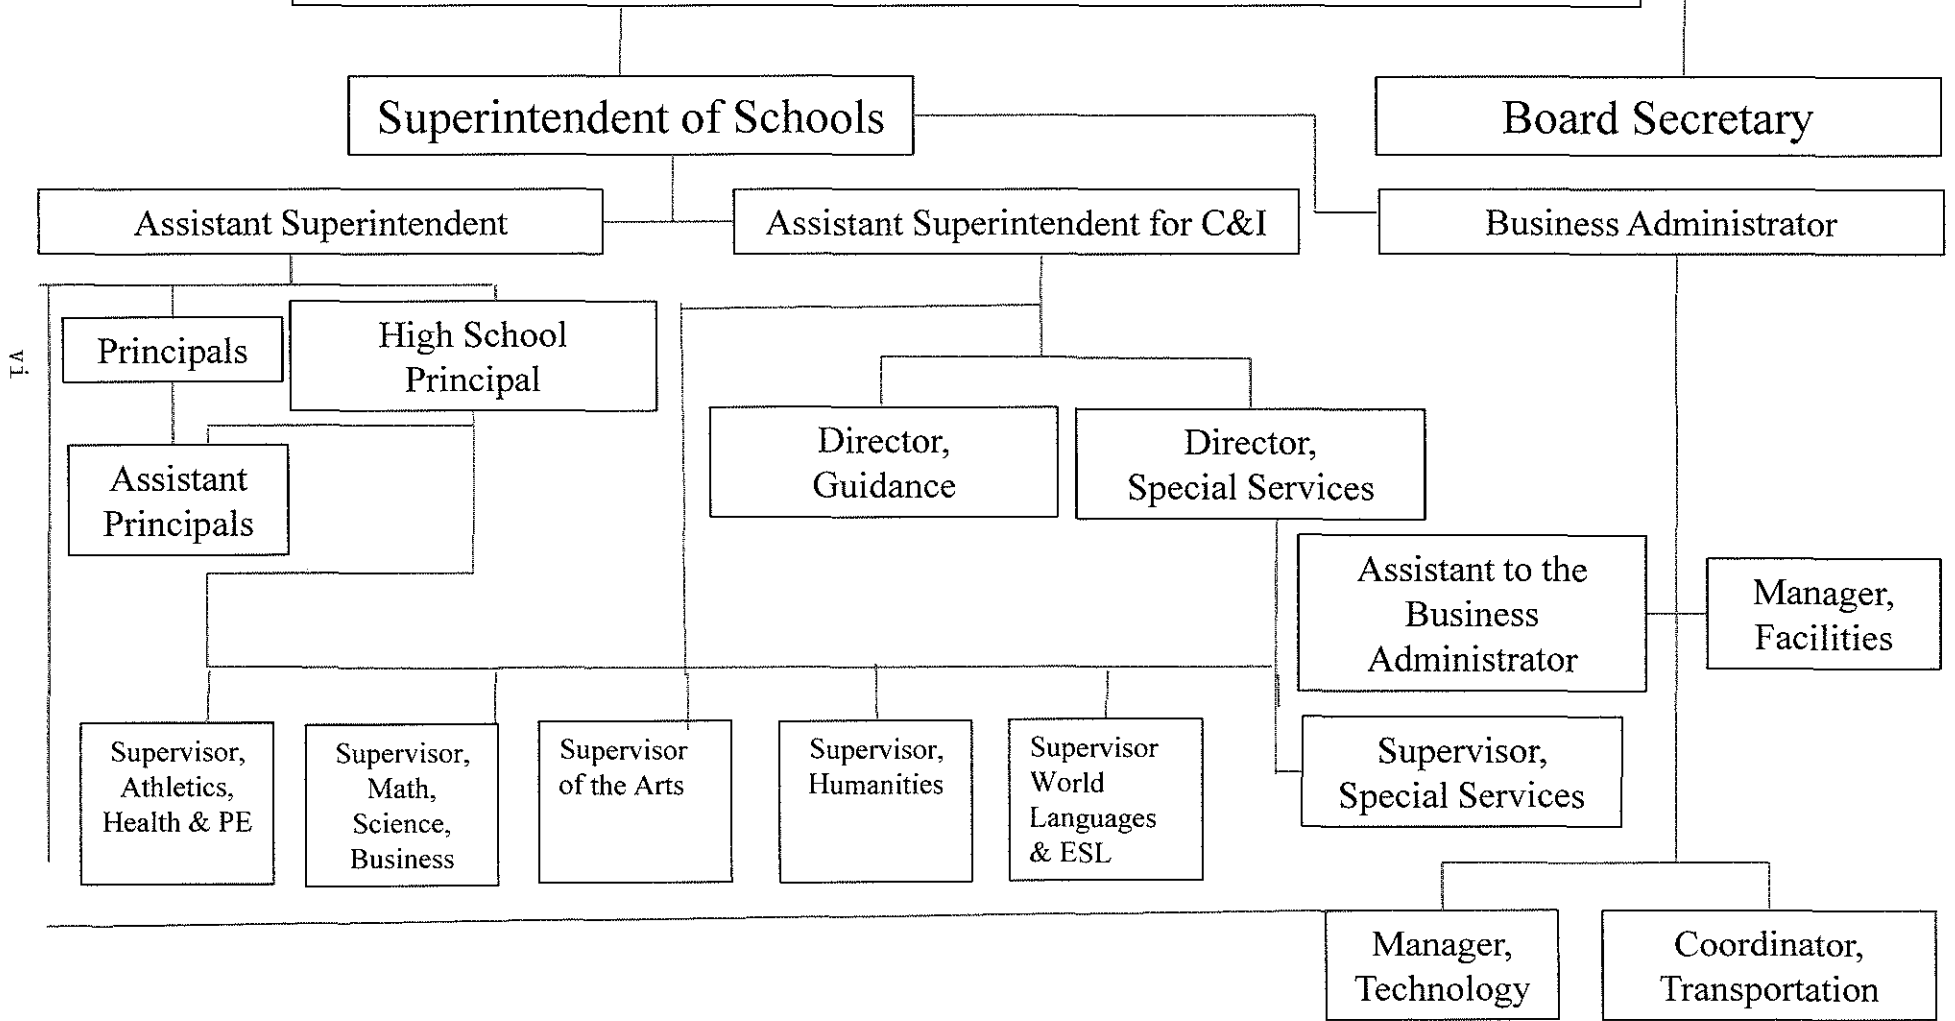 Superintendent of Schools
Board Secretary
Assistant Superintendent
Assistant Superintendent for C&I
Business Administrator
vi
Principals
High School
Principal
Assistant
Principals
Director,
Guidance
Director,
Special Services
Assistant to the
Business
Administrator
Manager,
Facilities
Supervisor,
Athletics,
Health & PE
Supervisor,
Math,
Science,
Business
Supervisor
of the Arts
Supervisor,
Humanities
Supervisor
World
Languages
& ESL
Supervisor,
Special Services
Manager,
Technology
Coordinator,
Transportation